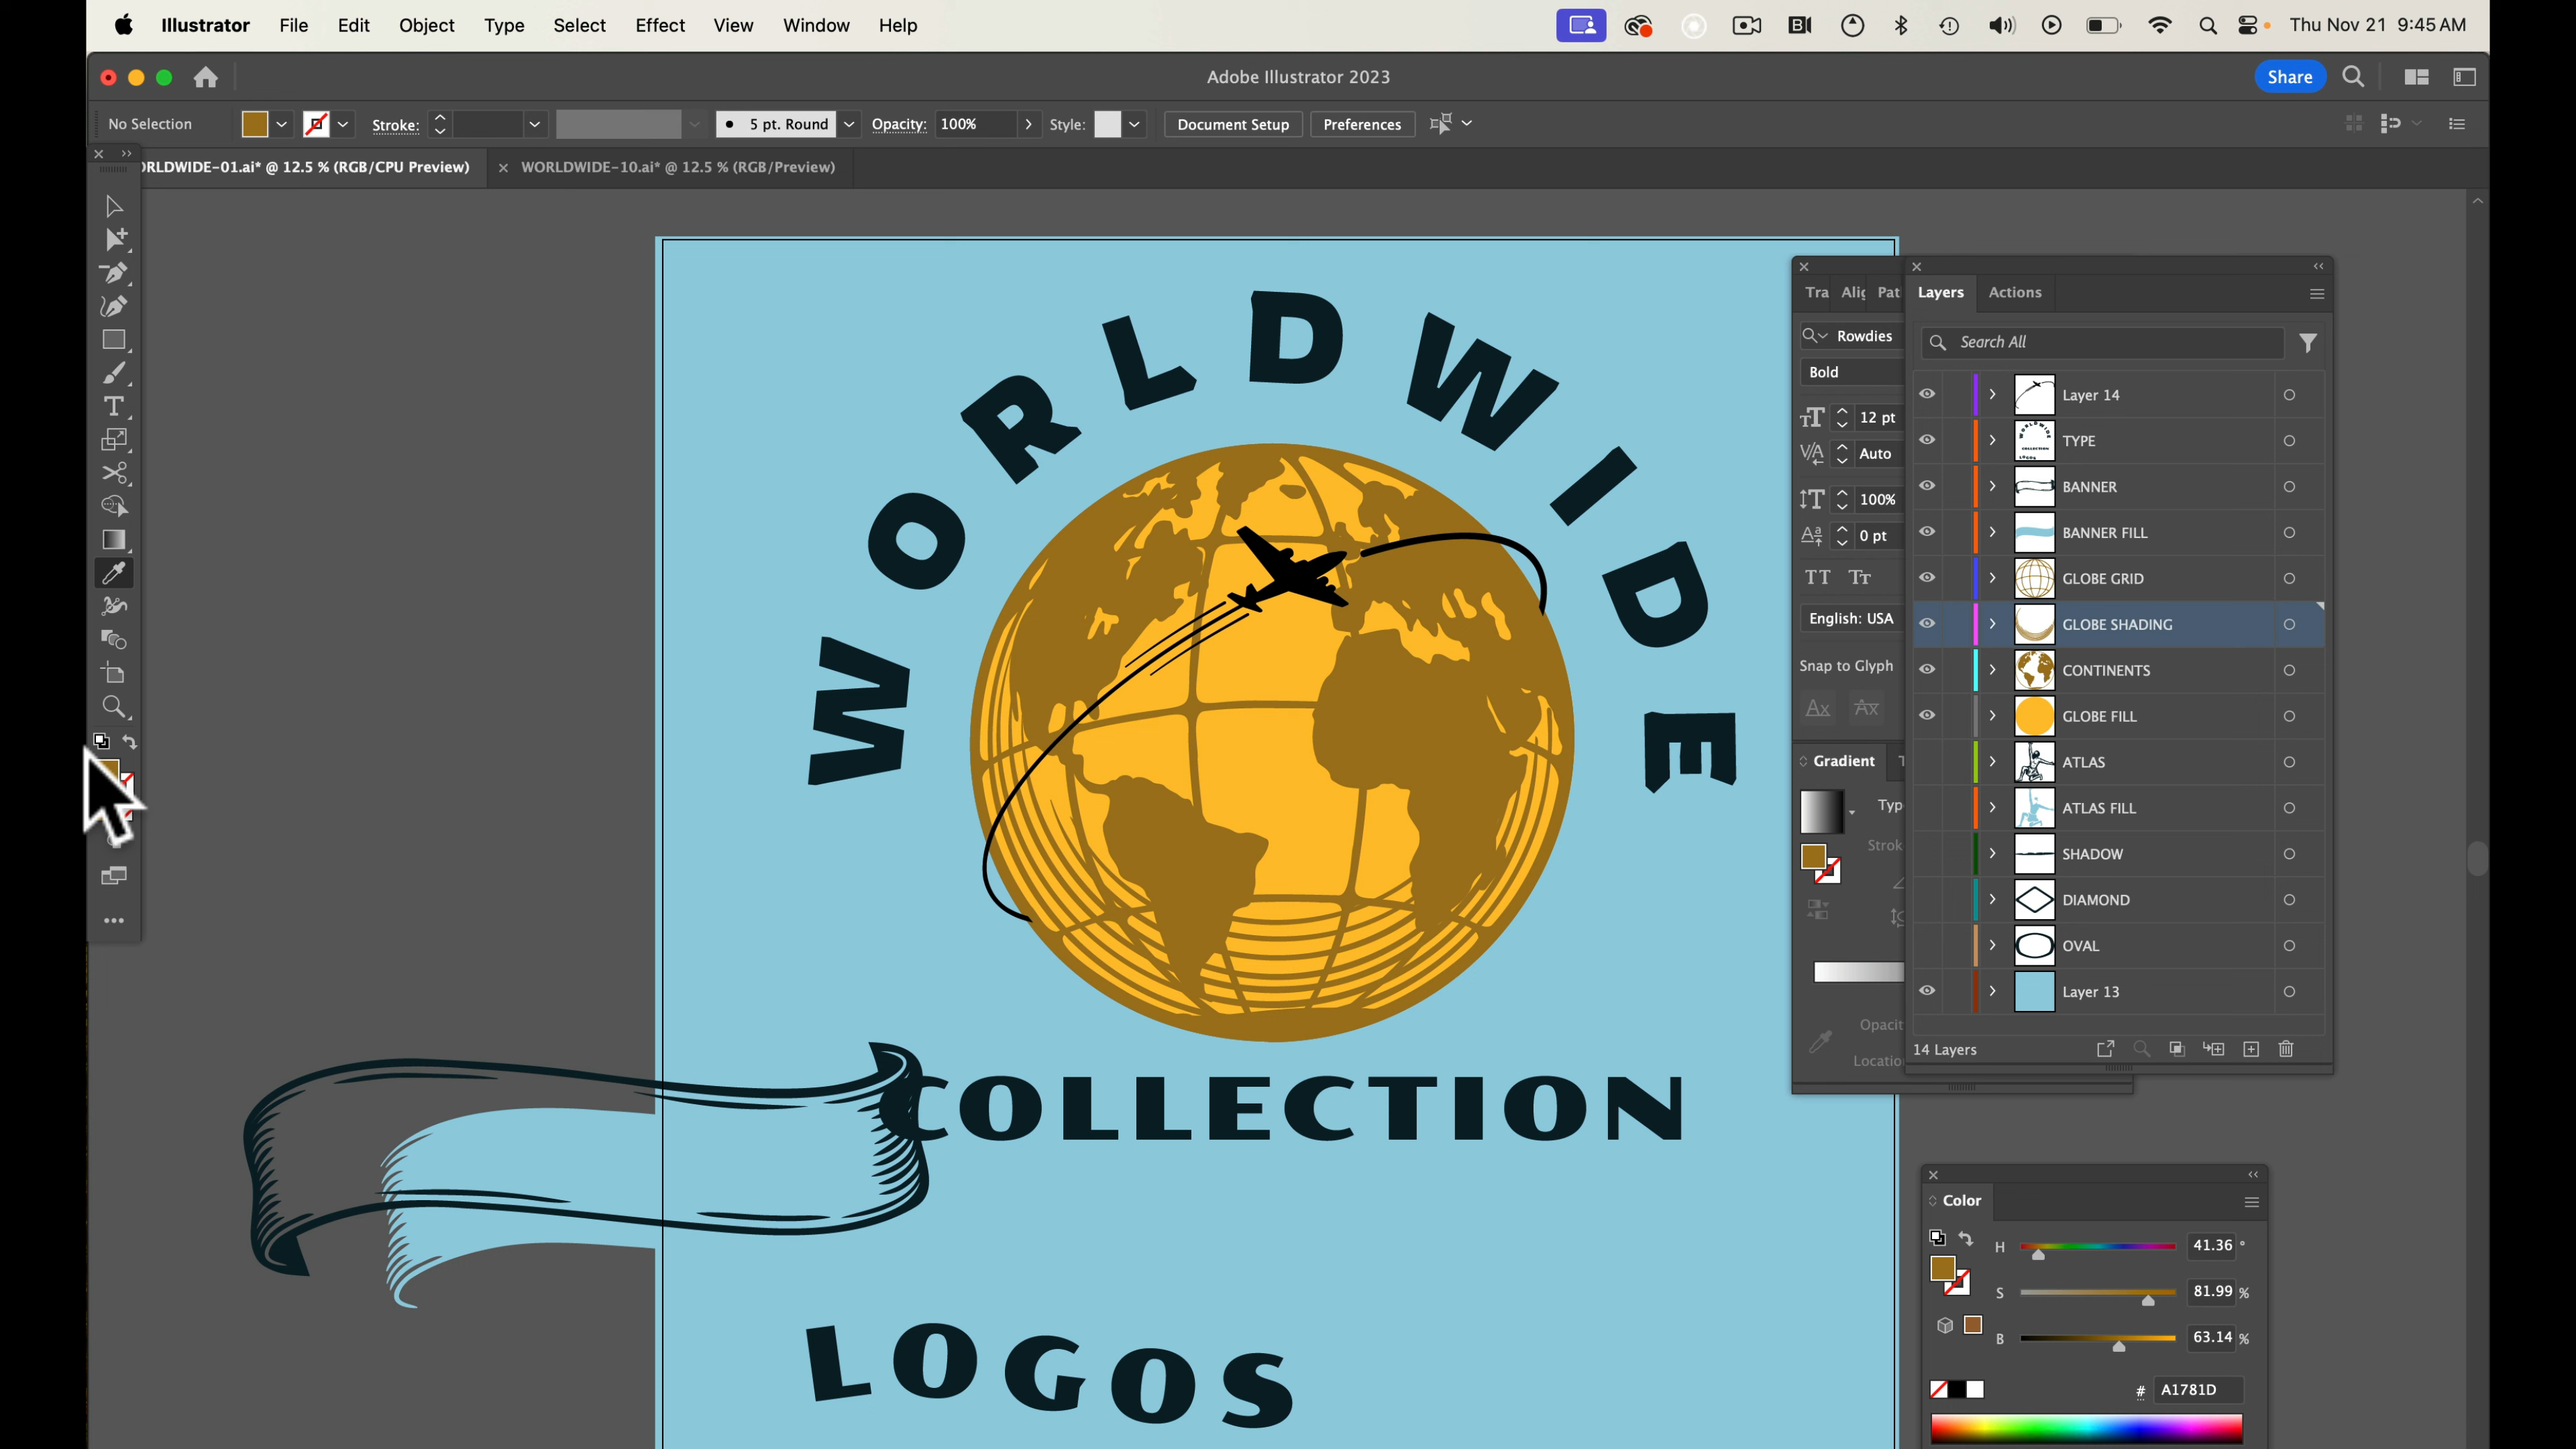 Illustrator File Edit Object Type Select Effect View Window Help
Thu Nov 21 9:45 AM
Adobe Illustrator 2023
Share
No Selection
Stroke:
5 pt. Round
Opacity: 100%
Style:
Document Setup
Preferences
ORLDWIDE-01.ai* @ 12.5 % (RGB/CPU Preview)
WORLDWIDE-10.ai* @ 12.5 % (RGB/Preview)
WORLDWIDE
COLLECTION
LOGOS
Tra Alig Pat
Rowdies
Bold
12 pt
Auto
100%
0 pt
TT Tr
English: USA
Snap to Glyph
Gradient
Typ
Strok
Opacit
Locatio
Layers Actions
Search All
Layer 14
TYPE
BANNER
BANNER FILL
GLOBE GRID
GLOBE SHADING
CONTINENTS
GLOBE FILL
ATLAS
ATLAS FILL
SHADOW
DIAMOND
OVAL
Layer 13
14 Layers
Color
H 41.36 °
S 81.99 %
B 63.14 %
# A1781D